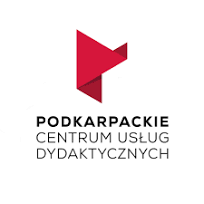 PODKARPACKIE
CENTRUM USŁUG
DYDAKTYCZNYCH